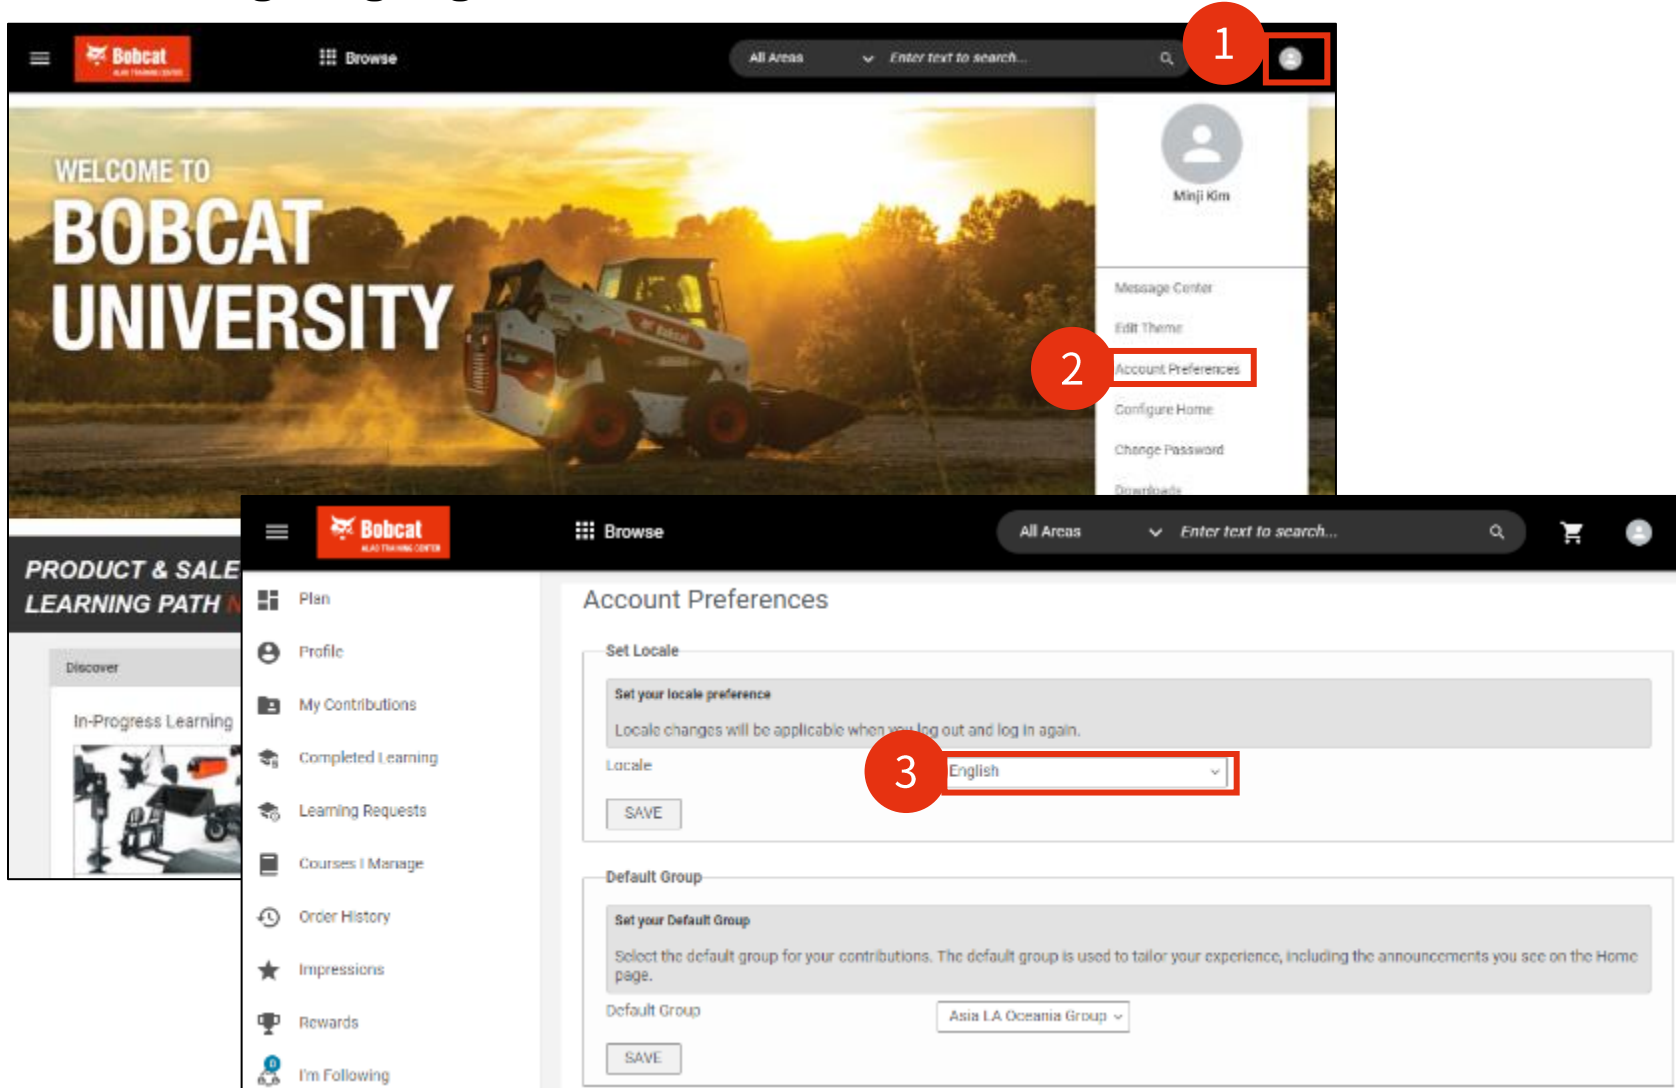 Bobcat
Browse
All Areas
Enter text to search...
1
WELCOME TO
BOBCAT
UNIVERSITY
Minji Kim
Message Center
Edit Theme
2
Account Preferences
Configure Home
Change Password
Downloads
PRODUCT & SALE
LEARNING PATH N
Discover
In-Progress Learning
Bobcat
ALAO TRAINING CENTER
Browse
All Areas
Enter text to search...
Plan
Profile
My Contributions
Completed Learning
Learning Requests
Courses I Manage
Order History
Impressions
Rewards
0
I'm Following
Account Preferences
Set Locale
Set your locale preference
Locale changes will be applicable when you log out and log in again.
Locale
3
English
SAVE
Default Group
Set your Default Group
Select the default group for your contributions. The default group is used to tailor your experience, including the announcements you see on the Home
page.
Default Group
Asia LA Oceania Group
SAVE